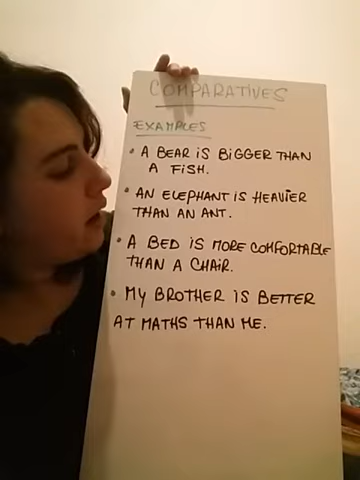 COMPARATIVES
EXAMPLES
• A BEAR IS BIGGER THAN
A FISH.
• AN ELEPHANT IS HEAVIER
THAN AN ANT.
• A BED IS MORE COMFORTABLE
THAN A CHAIR.
• MY BROTHER IS BETTER
AT MATHS THAN ME.